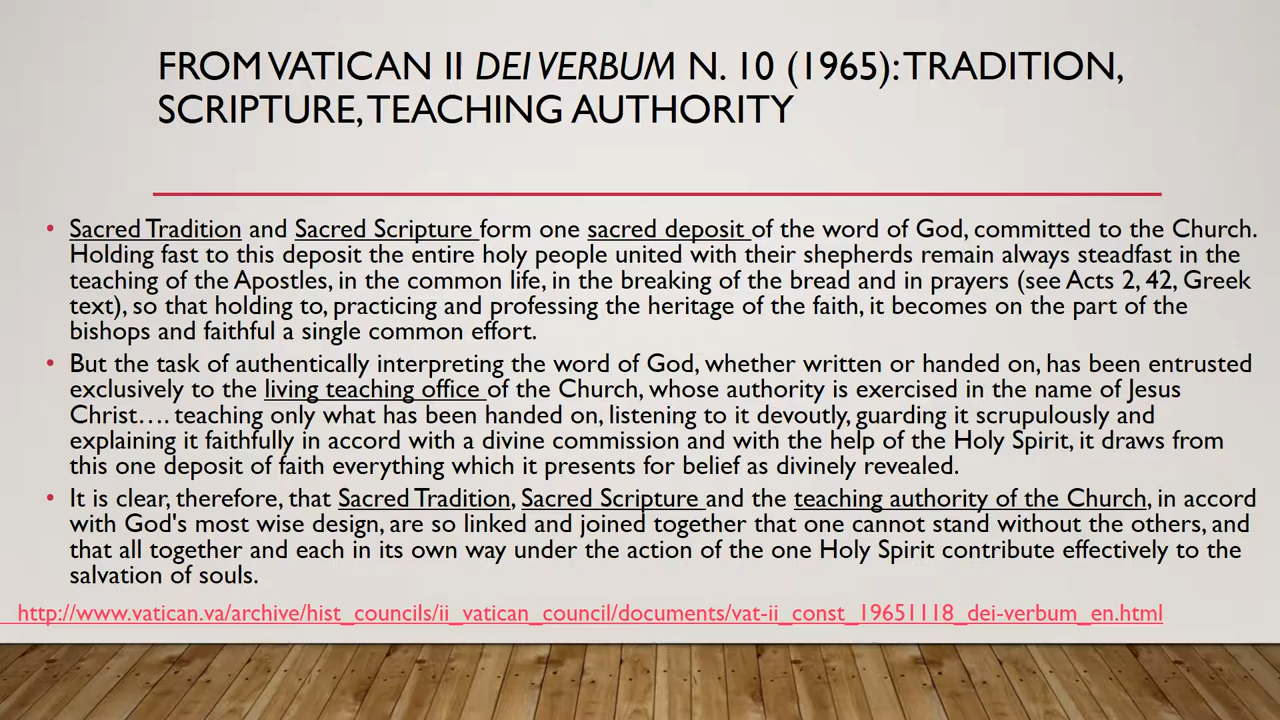 FROM VATICAN II DEI VERBUM N. 10 (1965): TRADITION,
SCRIPTURE, TEACHING AUTHORITY
• Sacred Tradition and Sacred Scripture form one sacred deposit of the word of God, committed to the Church.
Holding fast to this deposit the entire holy people united with their shepherds remain always steadfast in the
teaching of the Apostles, in the common life, in the breaking of the bread and in prayers (see Acts 2, 42, Greek
text), so that holding to, practicing and professing the heritage of the faith, it becomes on the part of the
bishops and faithful a single common effort.
• But the task of authentically interpreting the word of God, whether written or handed on, has been entrusted
exclusively to the living teaching office of the Church, whose authority is exercised in the name of Jesus
Christ…. teaching only what has been handed on, listening to it devoutly, guarding it scrupulously and
explaining it faithfully in accord with a divine commission and with the help of the Holy Spirit, it draws from
this one deposit of faith everything which it presents for belief as divinely revealed.
• It is clear, therefore, that Sacred Tradition, Sacred Scripture and the teaching authority of the Church, in accord
with God's most wise design, are so linked and joined together that one cannot stand without the others, and
that all together and each in its own way under the action of the one Holy Spirit contribute effectively to the
salvation of souls.
http://www.vatican.va/archive/hist_councils/ii_vatican_council/documents/vat-ii_const_19651118_dei-verbum_en.html